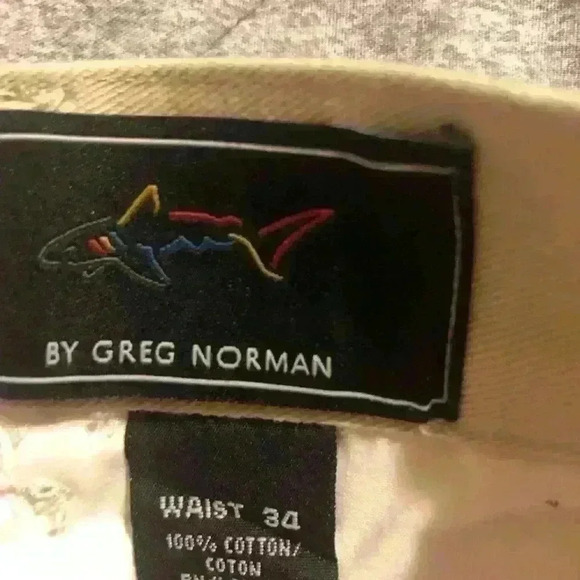 BY GREG NORMAN
WAIST 34
100% COTTON/
COTON